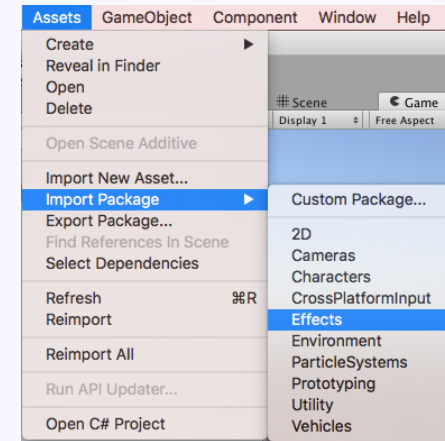 Assets GameObject Component Window Help
Create
Reveal in Finder
Open
Delete
Open Scene Additive
Import New Asset...
Import Package
Export Package...
Find References In Scene
Select Dependencies
Refresh ⌘R
Reimport
Reimport All
Run API Updater...
Open C# Project
Scene Game
Display 1 Free Aspect
Custom Package...
2D
Cameras
Characters
CrossPlatformInput
Effects
Environment
ParticleSystems
Prototyping
Utility
Vehicles